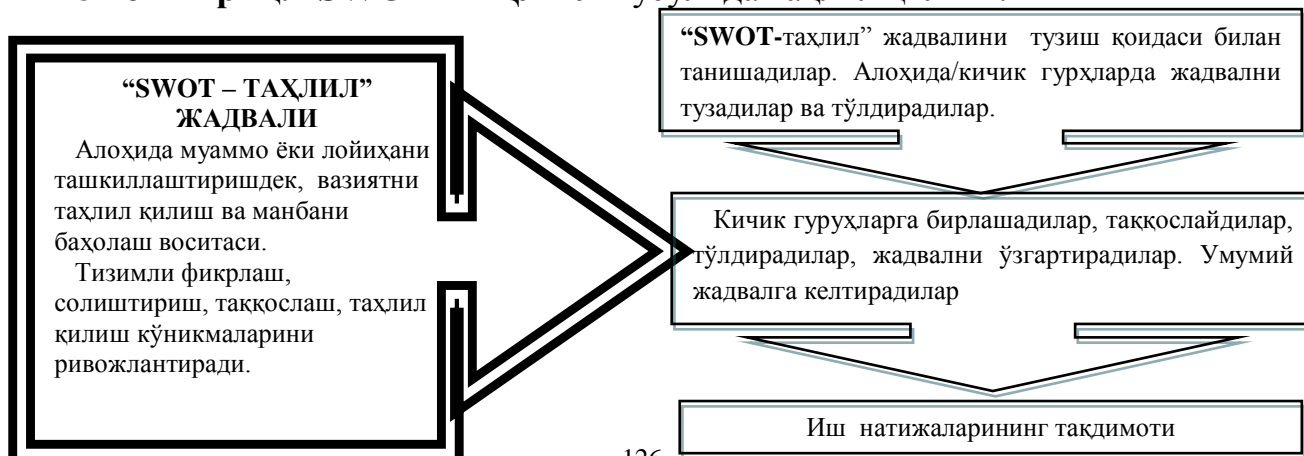 “SWOT – ТАҲЛИЛ”
ЖАДВАЛИ
Алоҳида муаммо ёки лойиҳани
ташкиллаштиришдек, вазиятни
таҳлил қилиш ва манбани
баҳолаш воситаси.
Тизимли фикрлаш,
солиштириш, таққослаш, таҳлил
қилиш кўникмаларини
ривожлантиради.
“SWOT-таҳлил” жадвалини тузиш қоидаси билан
танишадилар. Алоҳида/кичик гурҳларда жадвални
тузадилар ва тўлдирадилар.
Кичик гуруҳларга бирлашадилар, таққослайдилар,
тўлдирадилар, жадвални ўзгартирадилар. Умумий
жадвалга келтирадилар
Иш натижаларининг тақдимоти